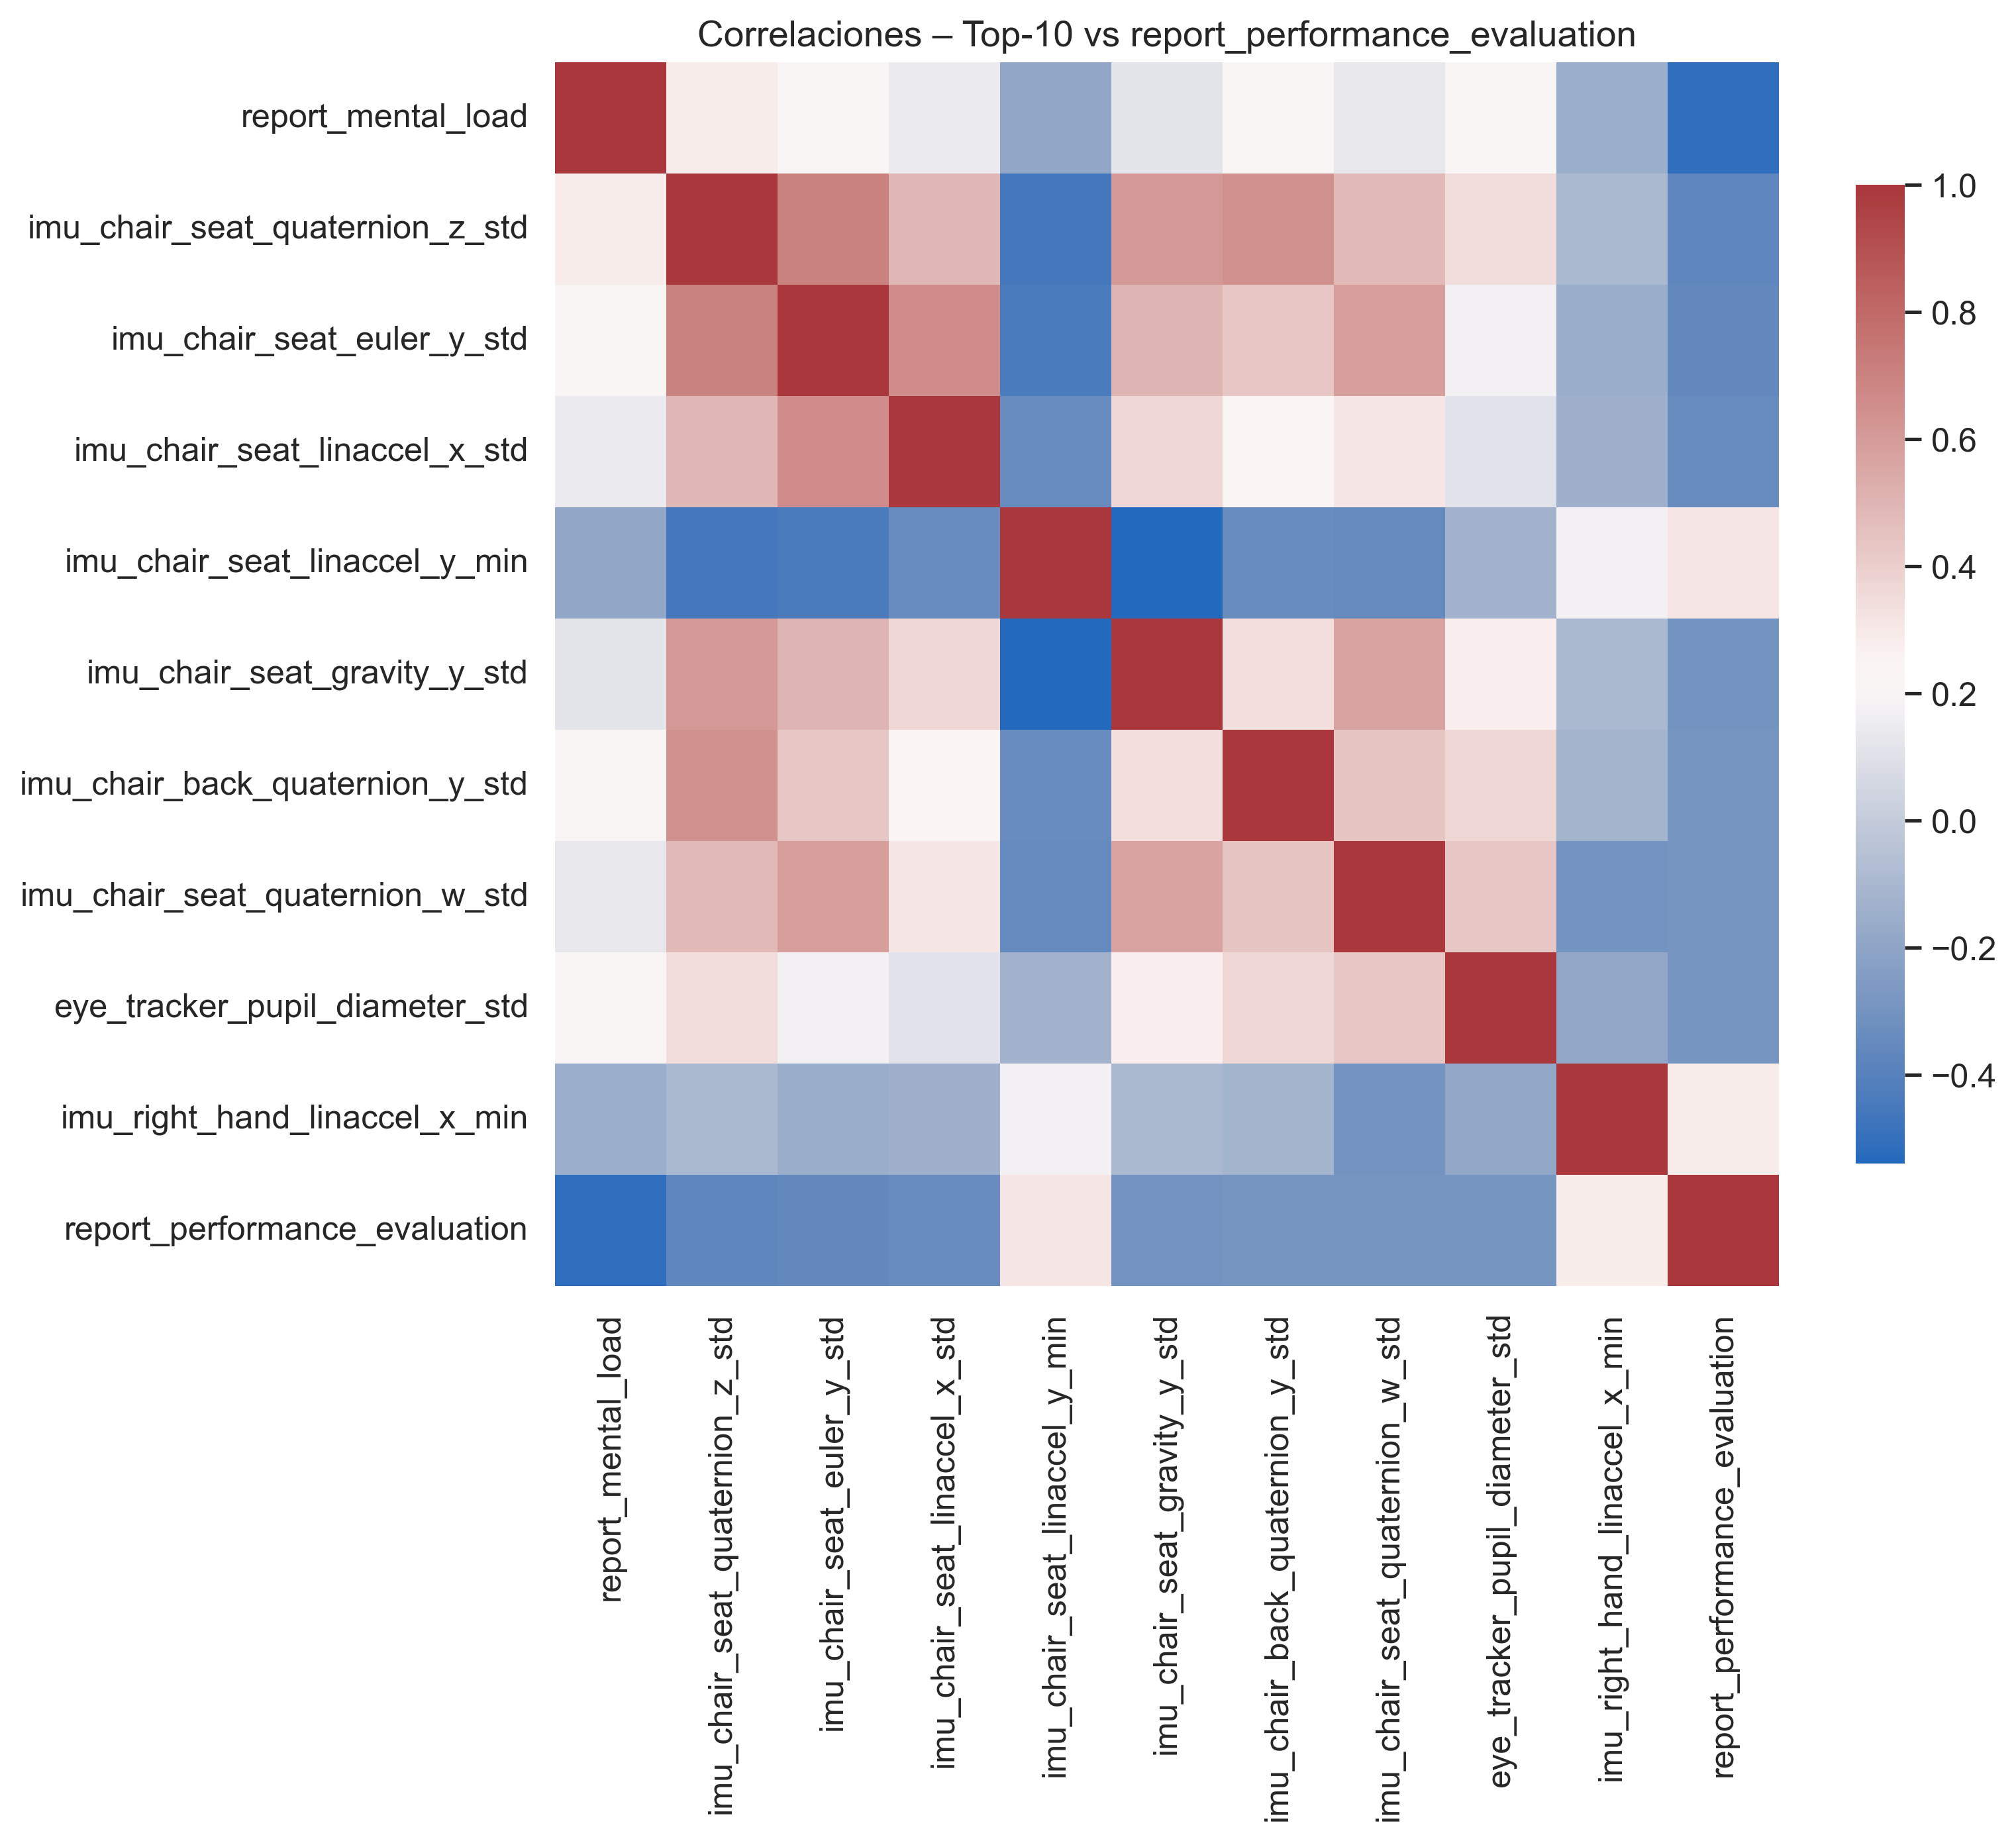 Correlaciones – Top-10 vs report_performance_evaluation
report_mental_load
imu_chair_seat_quaternion_z_std
imu_chair_seat_euler_y_std
imu_chair_seat_linaccel_x_std
imu_chair_seat_linaccel_y_min
imu_chair_seat_gravity_y_std
imu_chair_back_quaternion_y_std
imu_chair_seat_quaternion_w_std
eye_tracker_pupil_diameter_std
imu_right_hand_linaccel_x_min
report_performance_evaluation
report_mental_load
imu_chair_seat_quaternion_z_std
imu_chair_seat_euler_y_std
imu_chair_seat_linaccel_x_std
imu_chair_seat_linaccel_y_min
imu_chair_seat_gravity_y_std
imu_chair_back_quaternion_y_std
imu_chair_seat_quaternion_w_std
eye_tracker_pupil_diameter_std
imu_right_hand_linaccel_x_min
report_performance_evaluation
1.0
0.8
0.6
0.4
0.2
0.0
−0.2
−0.4